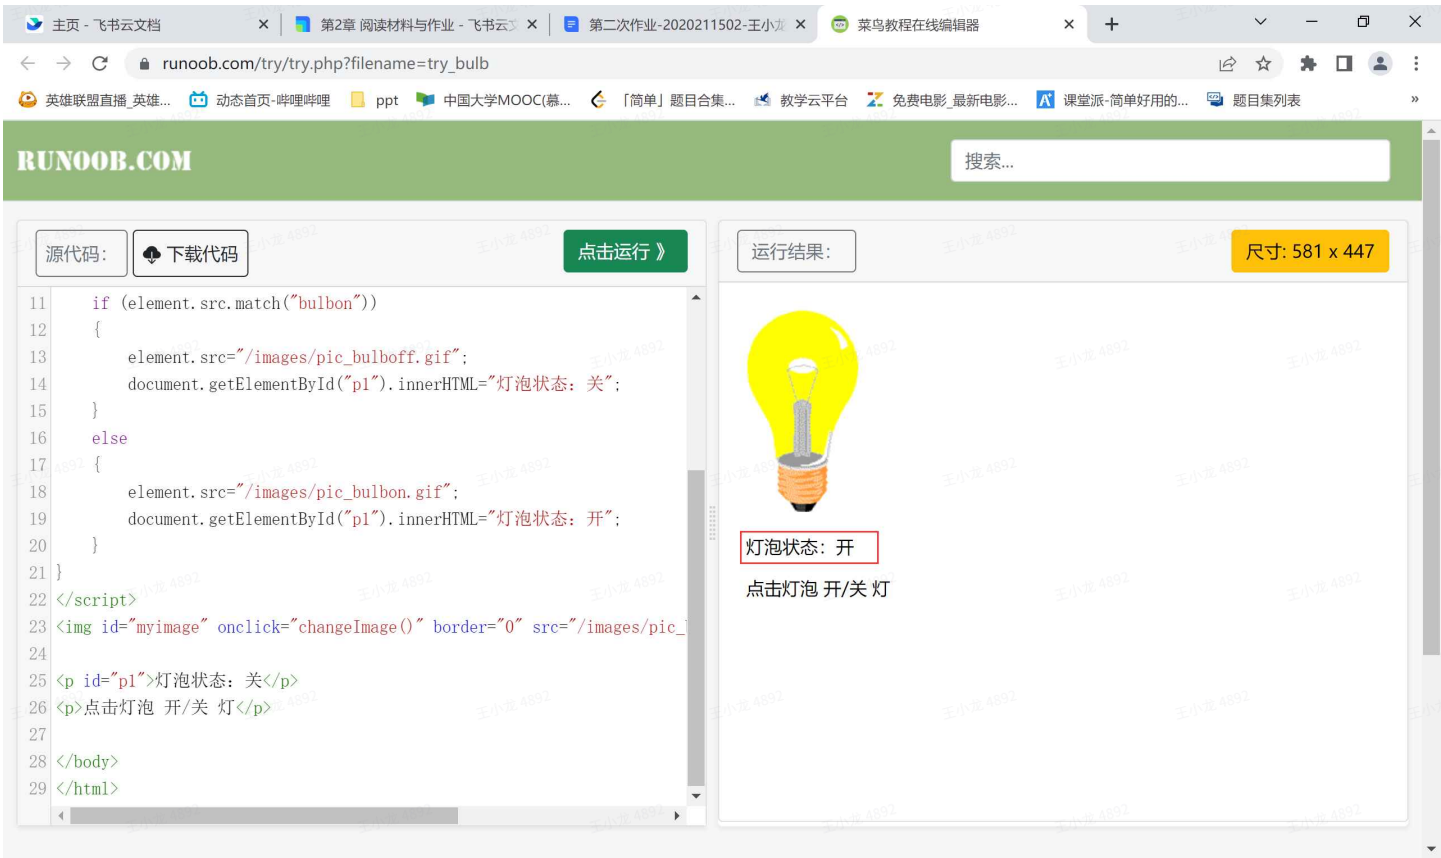 主页 - 飞书云文档
第2章 阅读材料与作业 - 飞书云文
第二次作业-2020211502-王小龙
菜鸟教程在线编辑器
runoob.com/try/try.php?filename=try_bulb
英雄联盟直播_英雄...
动态首页-哔哩哔哩
ppt
中国大学MOOC(慕...
「简单」题目合集...
教学云平台
免费电影_最新电影...
课堂派-简单好用的...
题目集列表
»
RUNOOB.COM
搜索...
源代码：
下载代码
点击运行 》
运行结果：
尺寸: 581 x 447
11 if (element.src.match("bulbon"))
12 {
13 element.src="/images/pic_bulboff.gif";
14 document.getElementById("p1").innerHTML="灯泡状态：关";
15 }
16 else
17 {
18 element.src="/images/pic_bulbon.gif";
19 document.getElementById("p1").innerHTML="灯泡状态：开";
20 }
21 }
22 </script>
23 <img id="myimage" onclick="changeImage()" border="0" src="/images/pic_
24
25 <p id="p1">灯泡状态：关</p>
26 <p>点击灯泡 开/关 灯</p>
27
28 </body>
29 </html>
灯泡状态：开
点击灯泡 开/关 灯
王小龙 4892